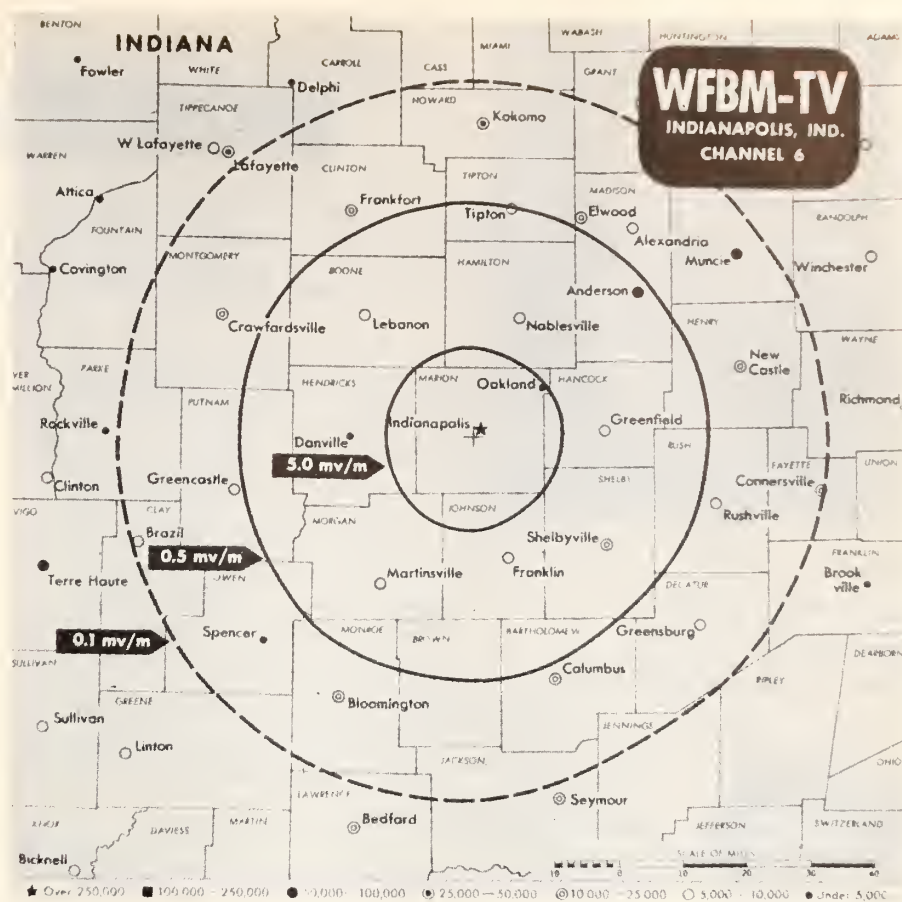 BENTON
INDIANA
WHITE
CARROLL
CASS
MIAMI
WABASH
HUNTINGTON
ADAMS
Fowler
Delphi
GRANT
WFBM-TV
INDIANAPOLIS, IND.
CHANNEL 6
TIPPECANOE
HOWARD
Kokomo
W Lafayette
Lafayette
WARREN
CLINTON
TIPTON
MADISON
Attica
Frankfort
Tipton
Elwood
RANDOLPH
FOUNTAIN
Alexandria
Muncie
Winchester
MONTGOMERY
BOONE
HAMILTON
Covington
Anderson
Crawfardsville
Lebanon
Nablesville
HENRY
WAYNE
PARKE
New
Castle
VER
MILLION
HENDRICKS
MARION
Oakland
HANCOCK
PUTNAM
Richmond
Rockville
Danville
Indianapolis
Greenfield
RUSH
5.0 mv/m
FAYETTE
UNION
Clinton
Greencastle
SHELBY
Connersville
VIGO
CLAY
MORGAN
JOHNSON
Rushville
Brazil
Shelbyville
FRANKLIN
0.5 mv/m
Terre Haute
OWEN
Martinsville
Franklin
DECATUR
Brook
ville
0.1 mv/m
Spencer
MONROE
BROWN
BARTHOLOMEW
Greensburg
SULLIVAN
DEARBORN
Columbus
RIPLEY
GREENE
Bloomington
Sullivan
JENNINGS
Linton
JACKSON
OHIO
LAWRENCE
Seymour
KNOX
DAVIESS
MARTIN
Bedford
JEFFERSON
SWITZERLAND
Bicknell
SCALE OF MILES
10 0 10 20 30 40
Over 250,000 100,000 - 250,000 50,000 - 100,000 25,000 - 50,000 10,000 - 25,000 5,000 - 10,000 Under 5,000